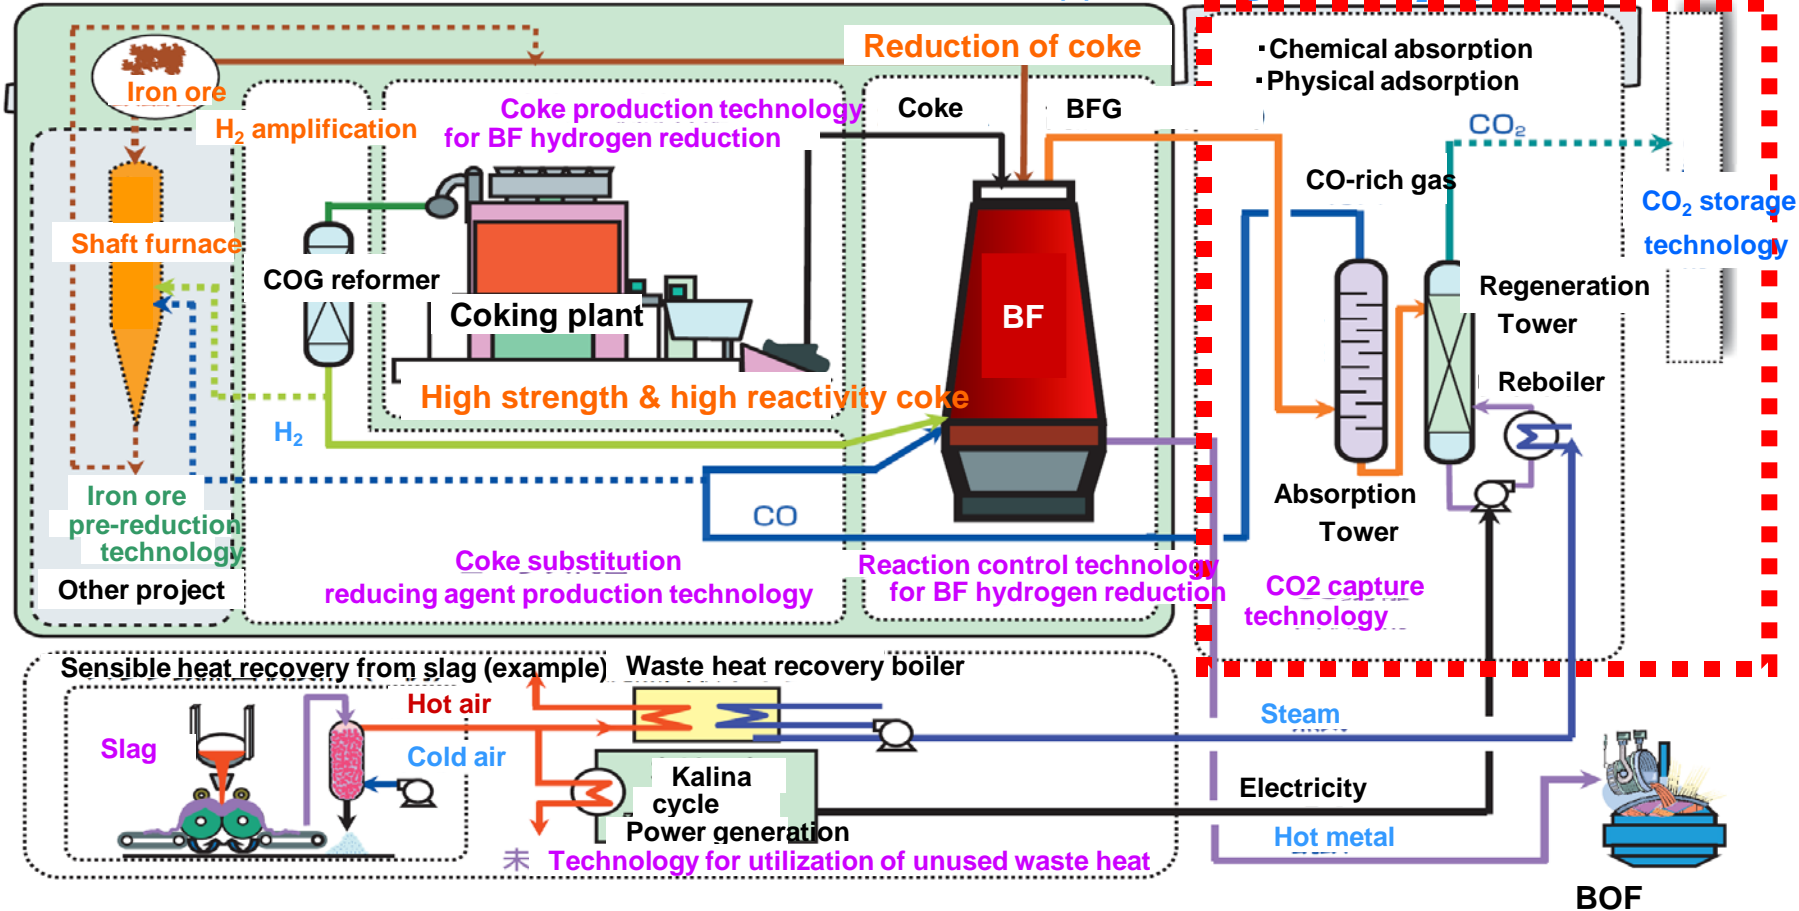 Reduction of coke
・Chemical absorption
・Physical adsorption
Iron ore
H₂ amplification
Coke production technology
for BF hydrogen reduction
Coke
BFG
CO₂
CO-rich gas
CO₂ storage
technology
Shaft furnace
COG reformer
Coking plant
BF
Regeneration
Tower
Reboiler
High strength & high reactivity coke
H₂
CO
Absorption
Tower
Iron ore
pre-reduction
technology
Other project
Coke substitution
reducing agent production technology
Reaction control technology
for BF hydrogen reduction
CO2 capture
technology
Sensible heat recovery from slag (example)
Waste heat recovery boiler
Hot air
Slag
Cold air
Steam
Kalina
cycle
Power generation
Electricity
Hot metal
未 Technology for utilization of unused waste heat
BOF